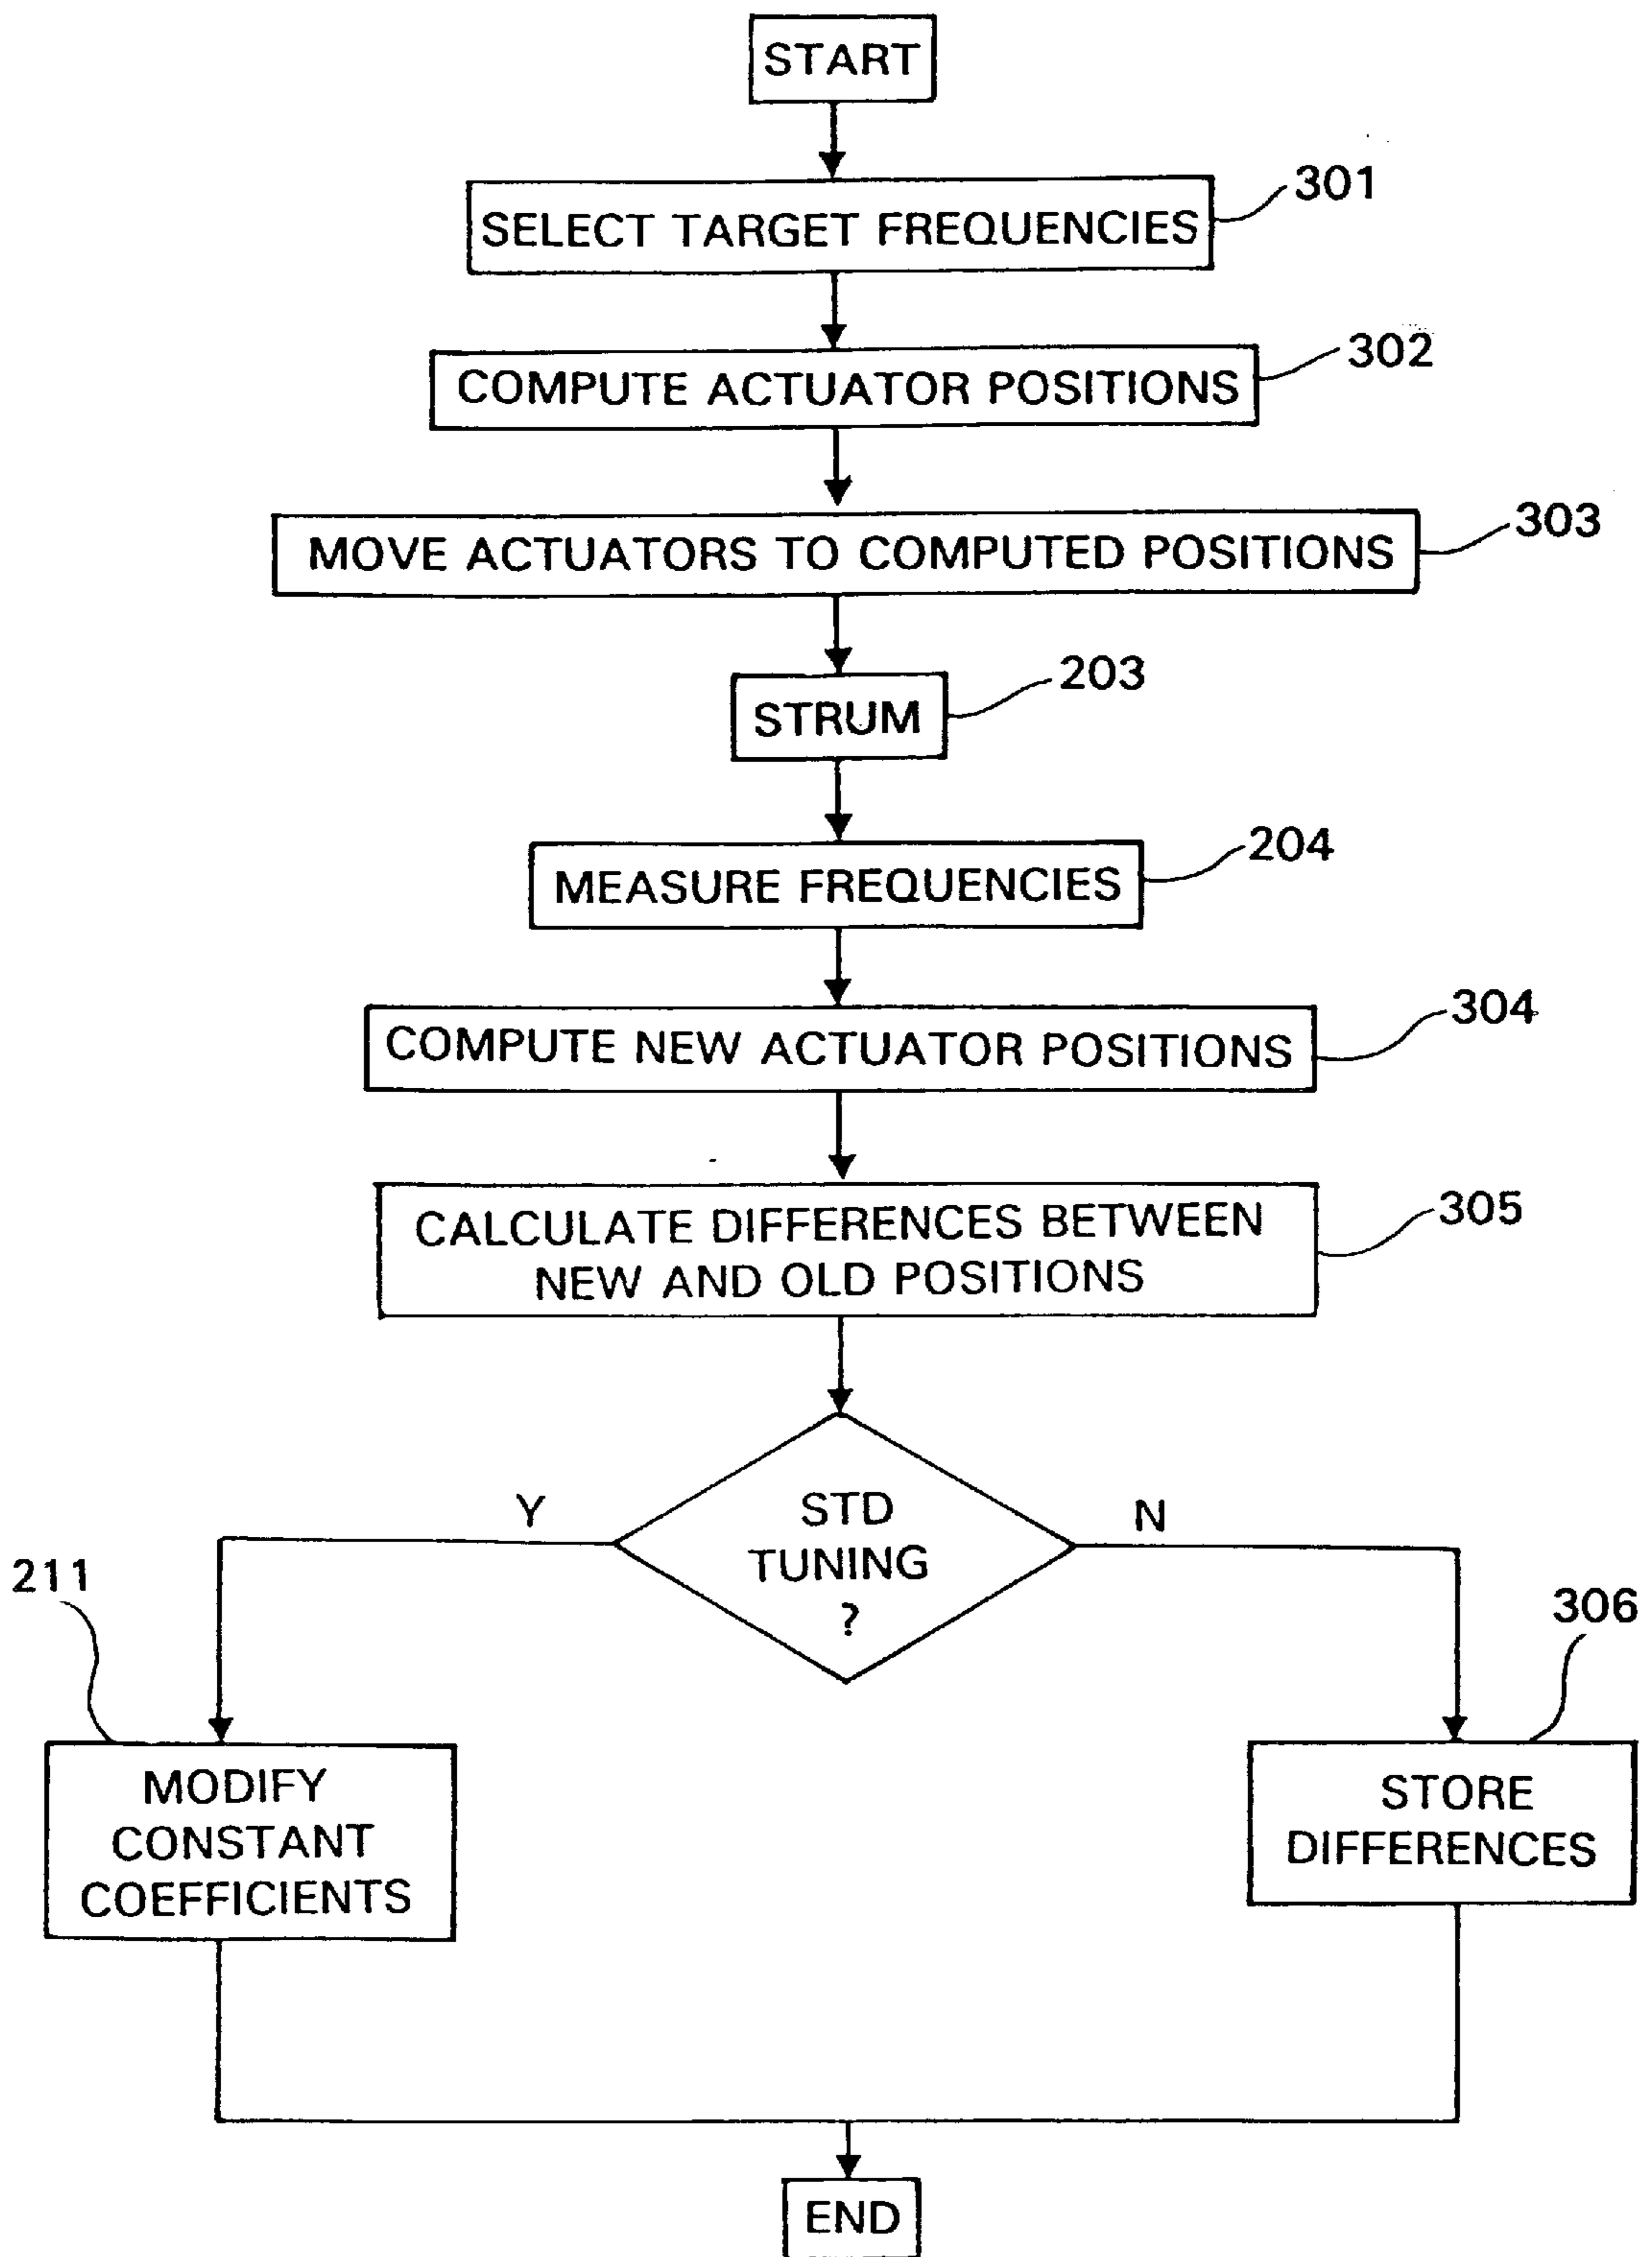 START
301
SELECT TARGET FREQUENCIES
302
COMPUTE ACTUATOR POSITIONS
303
MOVE ACTUATORS TO COMPUTED POSITIONS
203
STRUM
204
MEASURE FREQUENCIES
304
COMPUTE NEW ACTUATOR POSITIONS
305
CALCULATE DIFFERENCES BETWEEN
NEW AND OLD POSITIONS
Y
STD
TUNING
?
N
211
MODIFY
CONSTANT
COEFFICIENTS
306
STORE
DIFFERENCES
END